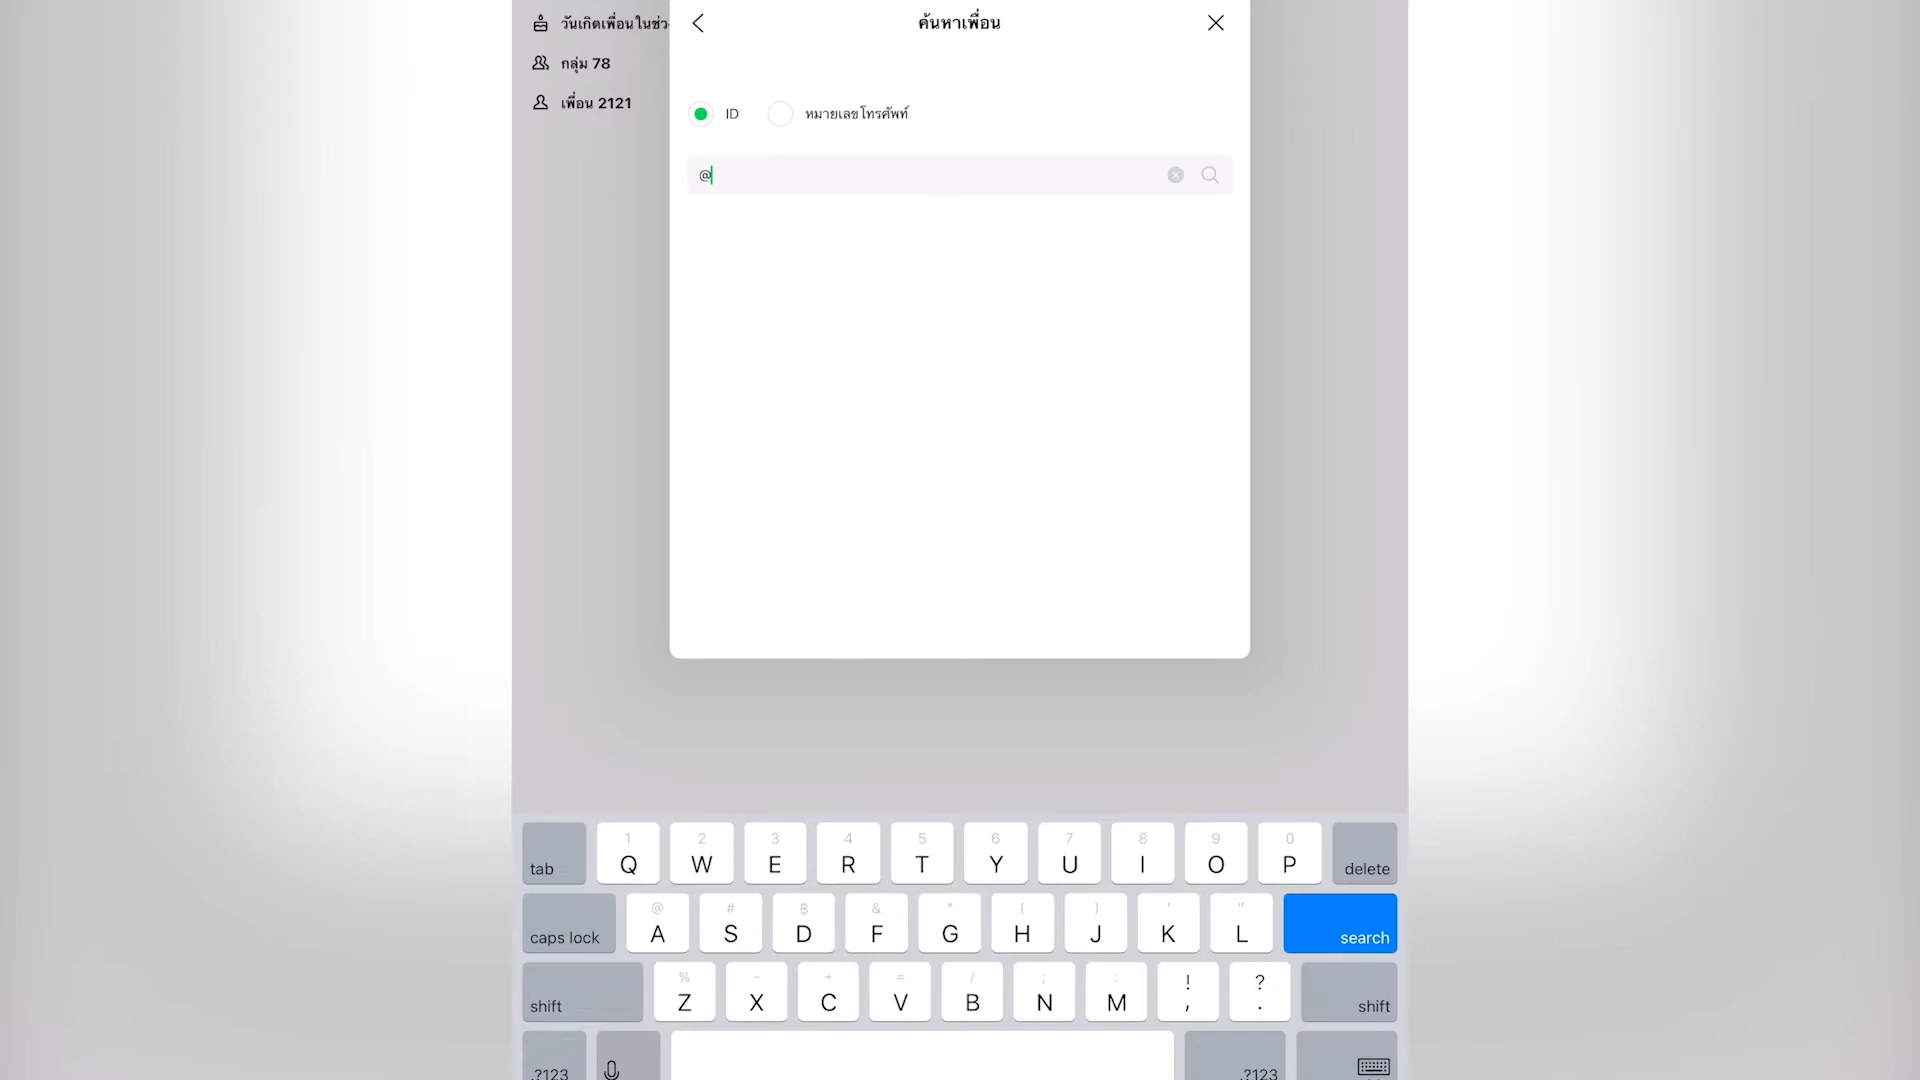 วันเกิดเพื่อนในช่ว
กลุ่ม 78
เพื่อน 2121
ค้นหาเพื่อน
ID
หมายเลขโทรศัพท์
@
1 2 3 4 5 6 7 8 9 0
tab Q W E R T Y U I O P delete
@ # ฿ & * ( ) ' "
caps lock A S D F G H J K L search
% ~ + = / ; : ! ?
shift Z X C V B N M , . shift
.?123 .?123